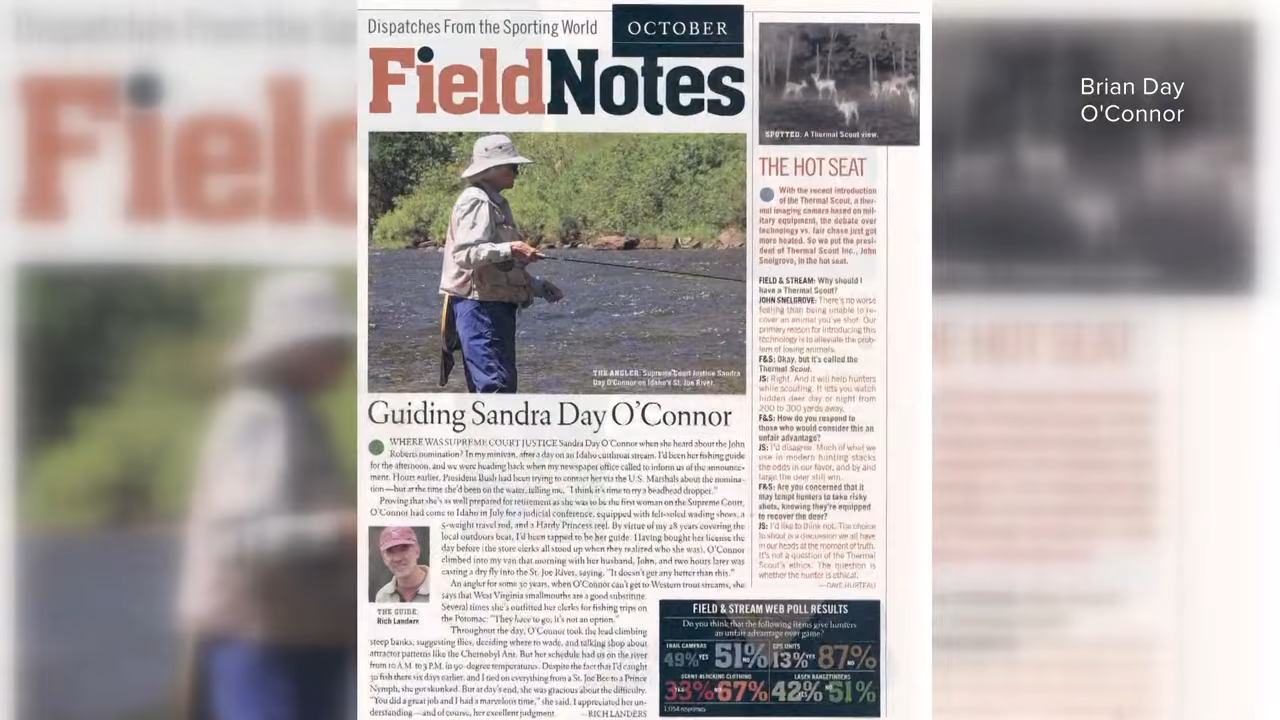 Dispatches From the Sporting World
OCTOBER
FieldNotes
THE ANGLER: Supreme Court Justice Sandra
Day O'Connor on Idaho's St. Joe River.
Guiding Sandra Day O'Connor
WHERE WAS SUPREME COURT JUSTICE Sandra Day O'Connor when she heard about the John
Roberts nomination? In my minivan, after a day on an Idaho cutthroat stream. I'd been her fishing guide
for the afternoon, and we were heading back when my newspaper office called to inform us of the announce-
ment. Hours earlier, President Bush had been trying to contact her via the U.S. Marshals about the nomina-
tion—but at the time she'd been on the water, telling me, "I think it's time to try a beadhead dropper."
Proving that she's as well prepared for retirement as she was to be the first woman on the Supreme Court,
O'Connor had come to Idaho in July for a judicial conference, equipped with felt-soled wading shoes, a
5-weight travel rod, and a Hardy Princess reel. By virtue of my 28 years covering the
local outdoors beat, I'd been tapped to be her guide. Having bought her license the
day before (the store clerks all stood up when they realized who she was), O'Connor
climbed into my van that morning with her husband, John, and two hours later was
casting a dry fly into the St. Joe River, saying, "It doesn't get any better than this."
An angler for some 30 years, when O'Connor can't get to Western trout streams, she
says that West Virginia smallmouths are a good substitute.
Several times she's outfitted her clerks for fishing trips on
the Potomac: "They have to go, it's not an option."
Throughout the day, O'Connor took the lead climbing
steep banks, suggesting flies, deciding where to wade, and talking shop about
attractor patterns like the Chernobyl Ant. But her schedule had us on the river
from 10 A.M. to 3 P.M. in 90-degree temperatures. Despite the fact that I'd caught
30 fish there six days earlier, and I tied on everything from a St. Joe Bee to a Prince
Nymph, she got skunked. But at day's end, she was gracious about the difficulty.
"You did a great job and I had a marvelous time," she said. I appreciated her un-
derstanding—and of course, her excellent judgment. —RICH LANDERS
THE GUIDE:
Rich Landers
SPOTTED: A Thermal Scout view.
THE HOT SEAT
With the recent introduction
of the Thermal Scout, a ther-
mal imaging camera based on mil-
itary equipment, the debate over
technology vs. fair chase just got
more heated. So we put the presi-
dent of Thermal Scout Inc., John
Snelgrove, in the hot seat.
FIELD & STREAM: Why should I
have a Thermal Scout?
JOHN SNELGROVE: There's no worse
feeling than being unable to re-
cover an animal you've shot. Our
primary reason for introducing this
technology is to alleviate the prob-
lem of losing animals.
F&S: Okay, but it's called the
Thermal Scout.
JS: Right. And it will help hunters
while scouting. It lets you watch
hidden deer day or night from
200 to 300 yards away.
F&S: How do you respond to
those who would consider this an
unfair advantage?
JS: I'd disagree. Much of what we
use in modern hunting stacks
the odds in our favor, and by and
large the deer still win.
F&S: Are you concerned that it
may tempt hunters to take risky
shots, knowing they're equipped
to recover the deer?
JS: I'd like to think not. The choice
to shoot is a discussion we all have
in our heads at the moment of truth.
It's not a question of the Thermal
Scout's ethics. The question is
whether the hunter is ethical.
—DAVE HURTEAU
FIELD & STREAM WEB POLL RESULTS
Do you think that the following items give hunters
an unfair advantage over game?
TRAIL CAMERAS GPS UNITS
49% YES 51% NO 13% YES 87% NO
SCENT-BLOCKING CLOTHING LASER RANGEFINDERS
33% YES 67% NO 42% YES 51%
1,054 responses
Brian Day
O'Connor